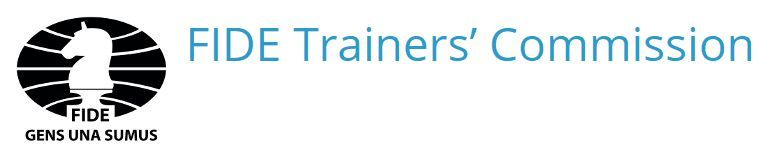 FIDE Trainers’ Commission
FIDE
GENS UNA SUMUS